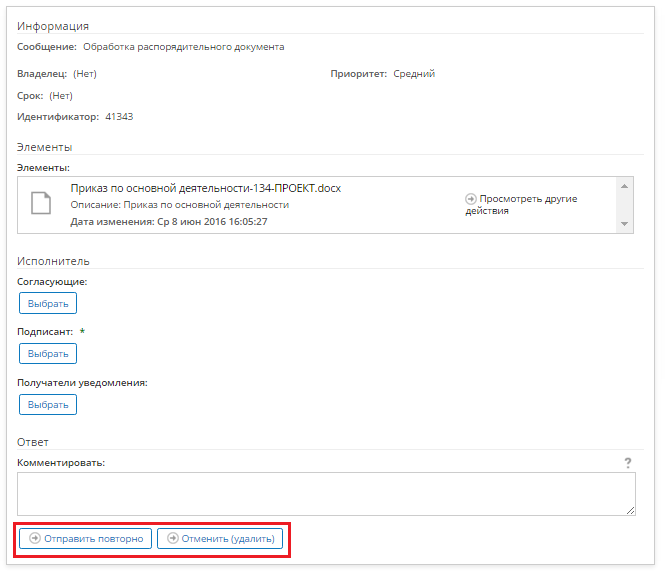 Информация
Сообщение: Обработка распорядительного документа
Владелец: (Нет) Приоритет: Средний
Срок: (Нет)
Идентификатор: 41343
Элементы
Элементы:
Приказ по основной деятельности-134-ПРОЕКТ.docx
Описание: Приказ по основной деятельности
Дата изменения: Ср 8 июн 2016 16:05:27
Просмотреть другие
действия
Исполнитель
Согласующие:
Выбрать
Подписант: *
Выбрать
Получатели уведомления:
Выбрать
Ответ
Комментировать: ?
Отправить повторно Отменить (удалить)